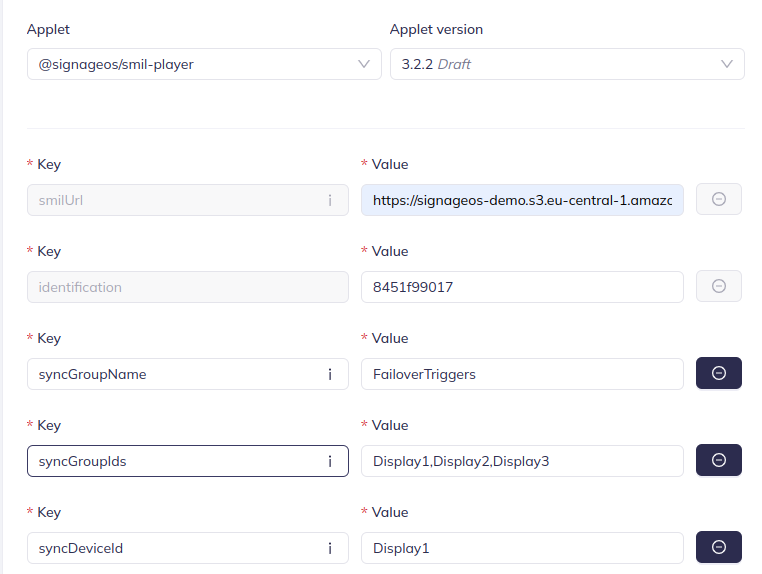 Applet
Applet version
@signageos/smil-player
3.2.2 Draft
* Key
* Value
smilUrl
https://signageos-demo.s3.eu-central-1.amazc
* Key
* Value
identification
8451f99017
* Key
* Value
syncGroupName
FailoverTriggers
* Key
* Value
syncGroupIds
Display1,Display2,Display3
* Key
* Value
syncDeviceId
Display1